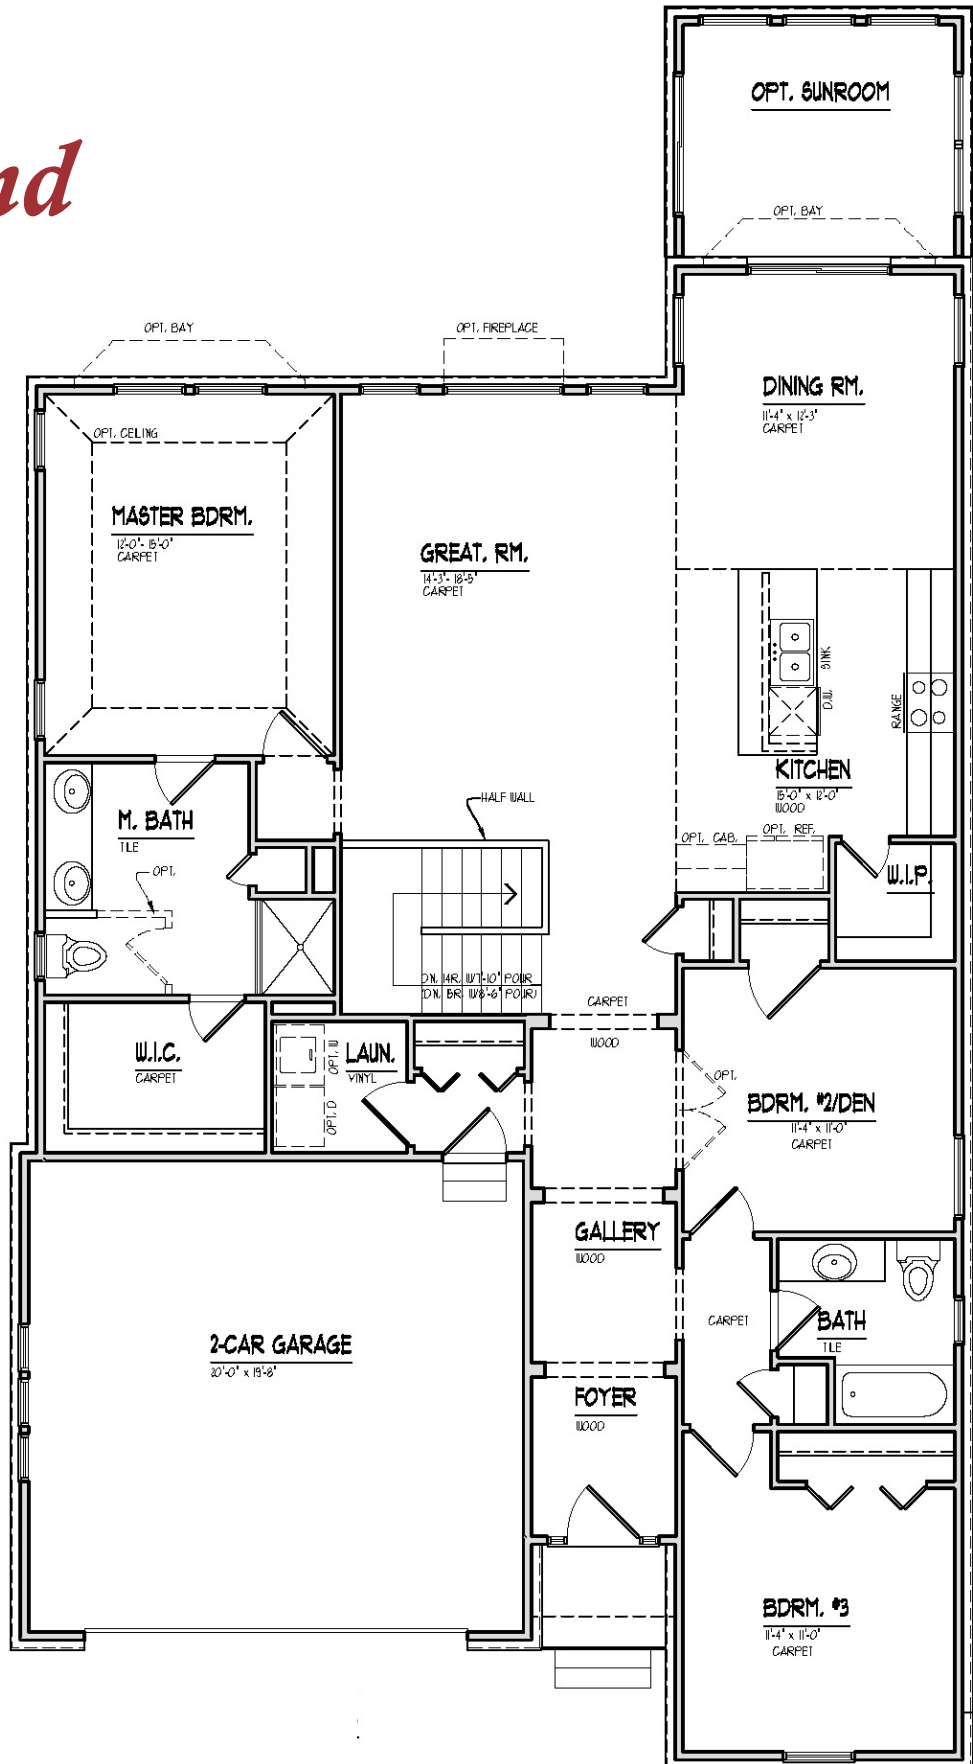 nd
OPT. SUNROOM
OPT. BAY
OPT. BAY
OPT. FIREPLACE
DINING RM.
11'-4" x 12'-3"
CARPET
OPT. CELING
MASTER BDRM.
12'-0"- 15'-0"
CARPET
GREAT. RM.
14'-3"- 18'-5"
CARPET
SINK
D.W.
RANGE
KITCHEN
15'-0" x 12'-0"
WOOD
HALF WALL
M. BATH
TILE
OPT.
OPT. CAB.
OPT. REF.
W.I.P.
DN. 14R. W/7'-10" POUR
(DN. 15R. W/8'-6" POUR)
CARPET
WOOD
W.I.C.
CARPET
OPT. W
OPT. D
LAUN.
VINYL
OPT.
BDRM. #2/DEN
11'-4" x 11'-0"
CARPET
GALLERY
WOOD
CARPET
BATH
TILE
2-CAR GARAGE
20'-0" x 19'-8"
FOYER
WOOD
BDRM. #3
11'-4" x 11'-0"
CARPET